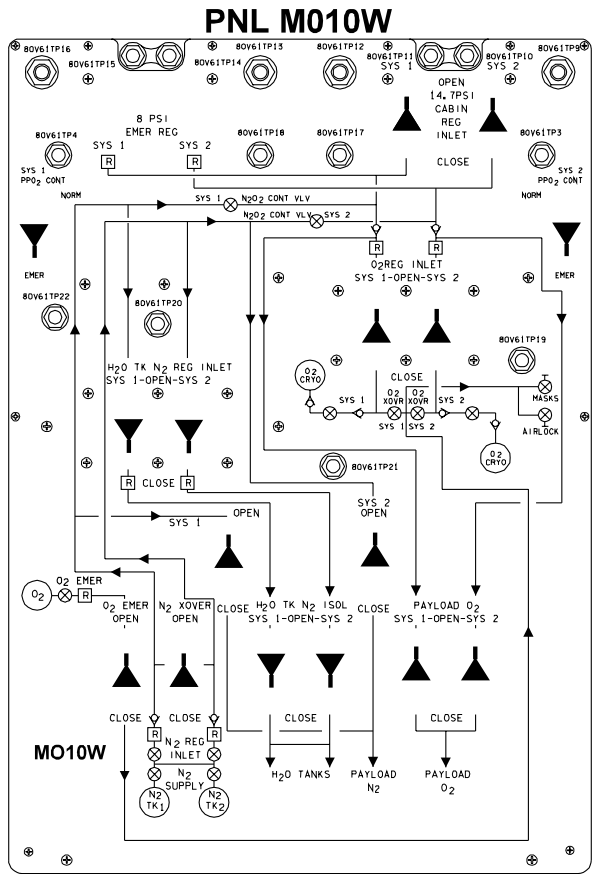 PNL M010W
80V61TP16
80V61TP15
80V61TP14
80V61TP13
80V61TP12
80V61TP11
SYS 1
80V61TP10
SYS 2
80V61TP9
OPEN
14.7PSI
CABIN
REG
INLET
CLOSE
8 PSI
EMER REG
SYS 1 SYS 2
R R
80V61TP4
80V61TP18
80V61TP17
80V61TP3
SYS 1
PPO2 CONT
NORM
EMER
SYS 2
PPO2 CONT
NORM
EMER
SYS 1 N2O2 CONT VLV
N2O2 CONT VLV SYS 2
R R
O2REG INLET
SYS 1-OPEN-SYS 2
80V61TP22
80V61TP20
80V61TP19
H2O TK N2 REG INLET
SYS 1-OPEN-SYS 2
O2
CRYO
CLOSE
SYS 1
O2
XOVR
O2
XOVR
SYS 2
SYS 1 SYS 2
MASKS
AIRLOCK
O2
CRYO
80V61TP21
R CLOSE R
SYS 1
OPEN
SYS 2
OPEN
O2 EMER
O2
R
O2 EMER
OPEN
N2 XOVER
OPEN
CLOSE
H2O TK N2 ISOL
SYS 1-OPEN-SYS 2
CLOSE
PAYLOAD O2
SYS 1-OPEN-SYS 2
CLOSE
CLOSE
CLOSE
CLOSE
MO10W
R N2 REG R
INLET
N2
SUPPLY
N2
TK1
N2
TK2
H2O TANKS
PAYLOAD
N2
PAYLOAD
O2